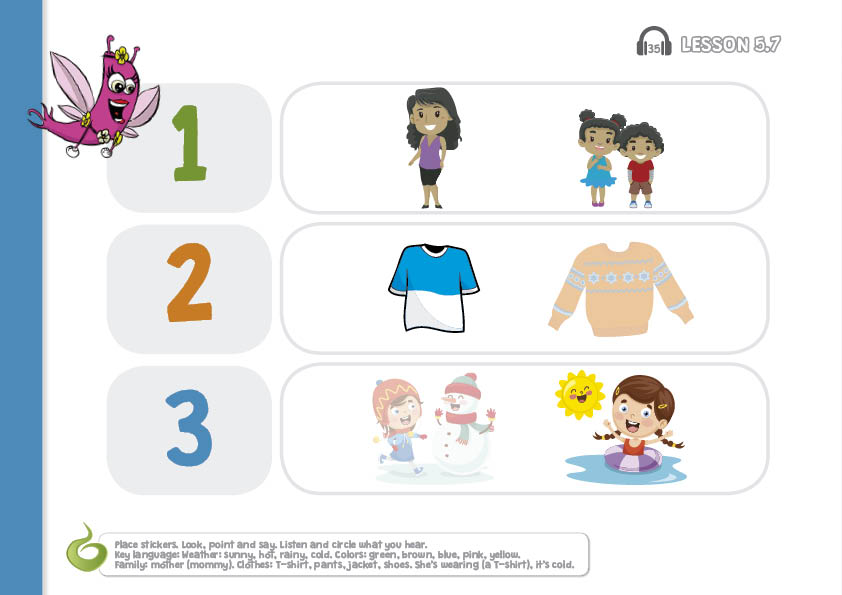 35 LESSON 5.7
1
2
3
Place stickers. Look, point and say. Listen and circle what you hear.
Key language: Weather: sunny, hot, rainy, cold. Colors: green, brown, blue, pink, yellow.
Family: mother (mommy). Clothes: T-shirt, pants, jacket, shoes. She's wearing (a T-shirt), it's cold.